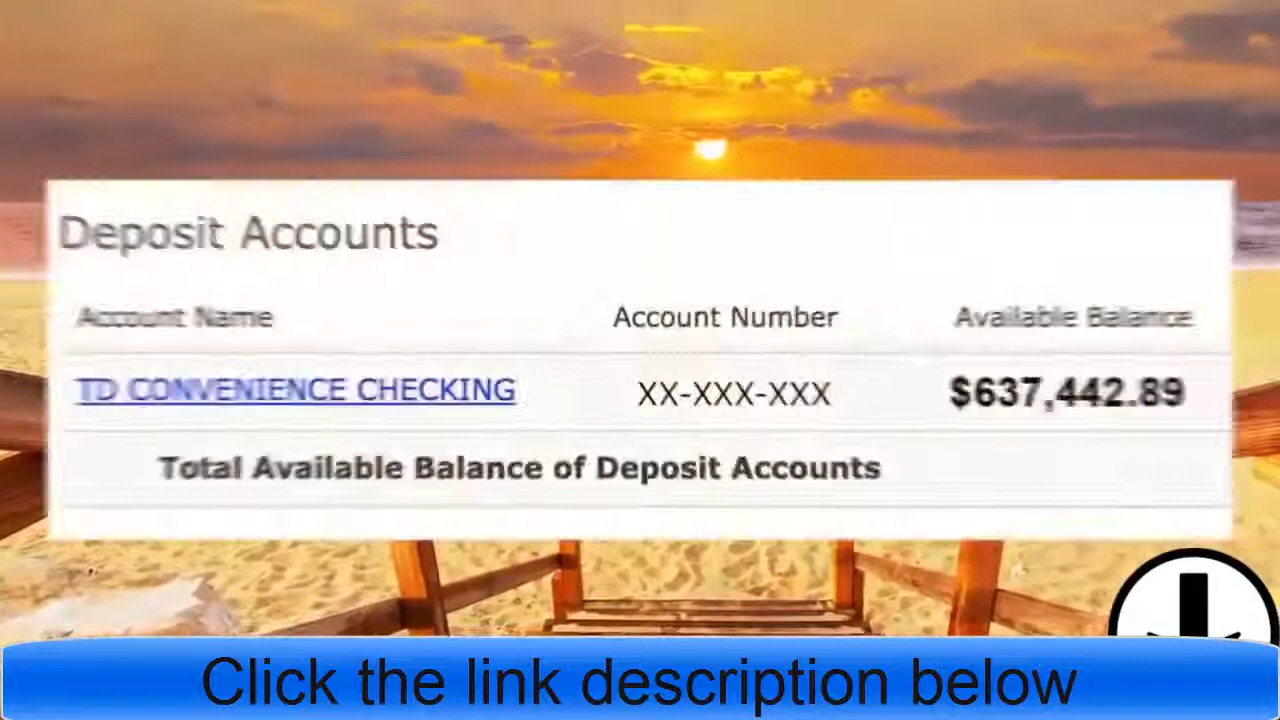 Deposit Accounts
Account Name Account Number Available Balance
TD CONVENIENCE CHECKING XX-XXX-XXX $637,442.89
Total Available Balance of Deposit Accounts
Click the link description below